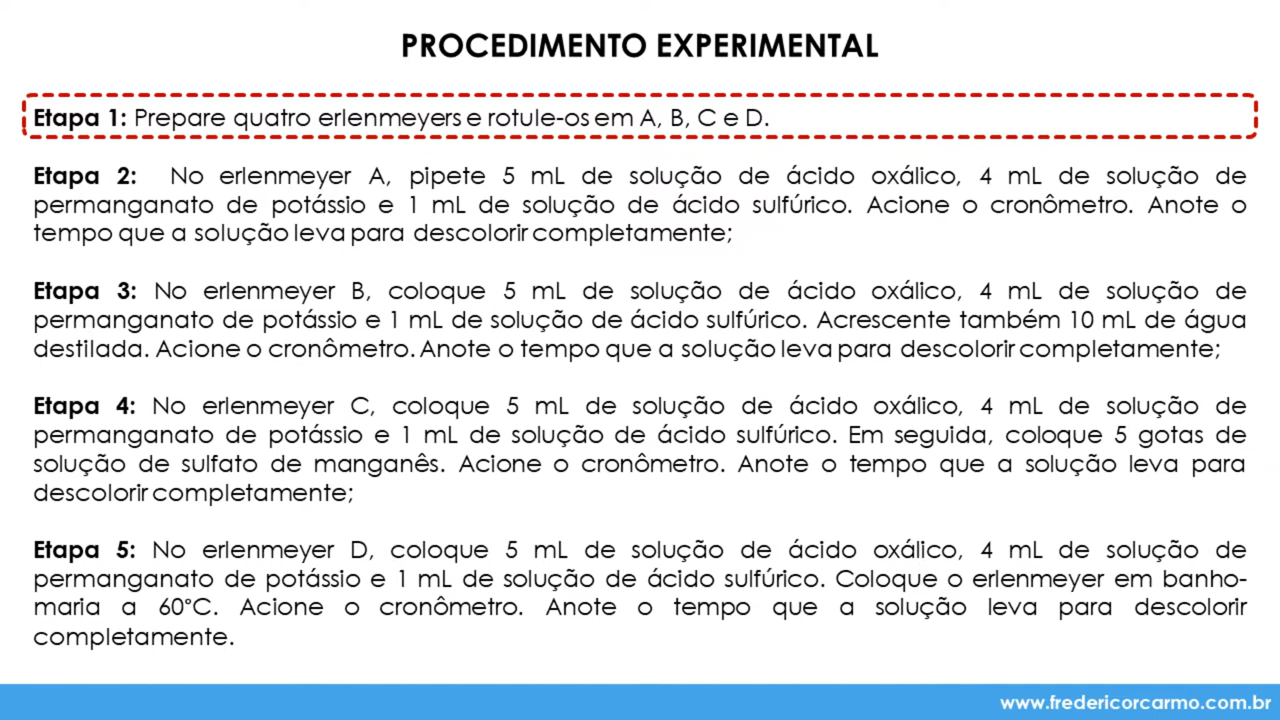 PROCEDIMENTO EXPERIMENTAL
Etapa 1: Prepare quatro erlenmeyers e rotule-os em A, B, C e D.
Etapa 2: No erlenmeyer A, pipete 5 mL de solução de ácido oxálico, 4 mL de solução de
permanganato de potássio e 1 mL de solução de ácido sulfúrico. Acione o cronômetro. Anote o
tempo que a solução leva para descolorir completamente;
Etapa 3: No erlenmeyer B, coloque 5 mL de solução de ácido oxálico, 4 mL de solução de
permanganato de potássio e 1 mL de solução de ácido sulfúrico. Acrescente também 10 mL de água
destilada. Acione o cronômetro. Anote o tempo que a solução leva para descolorir completamente;
Etapa 4: No erlenmeyer C, coloque 5 mL de solução de ácido oxálico, 4 mL de solução de
permanganato de potássio e 1 mL de solução de ácido sulfúrico. Em seguida, coloque 5 gotas de
solução de sulfato de manganês. Acione o cronômetro. Anote o tempo que a solução leva para
descolorir completamente;
Etapa 5: No erlenmeyer D, coloque 5 mL de solução de ácido oxálico, 4 mL de solução de
permanganato de potássio e 1 mL de solução de ácido sulfúrico. Coloque o erlenmeyer em banho-
maria a 60°C. Acione o cronômetro. Anote o tempo que a solução leva para descolorir
completamente.
www.fredericorcarmo.com.br